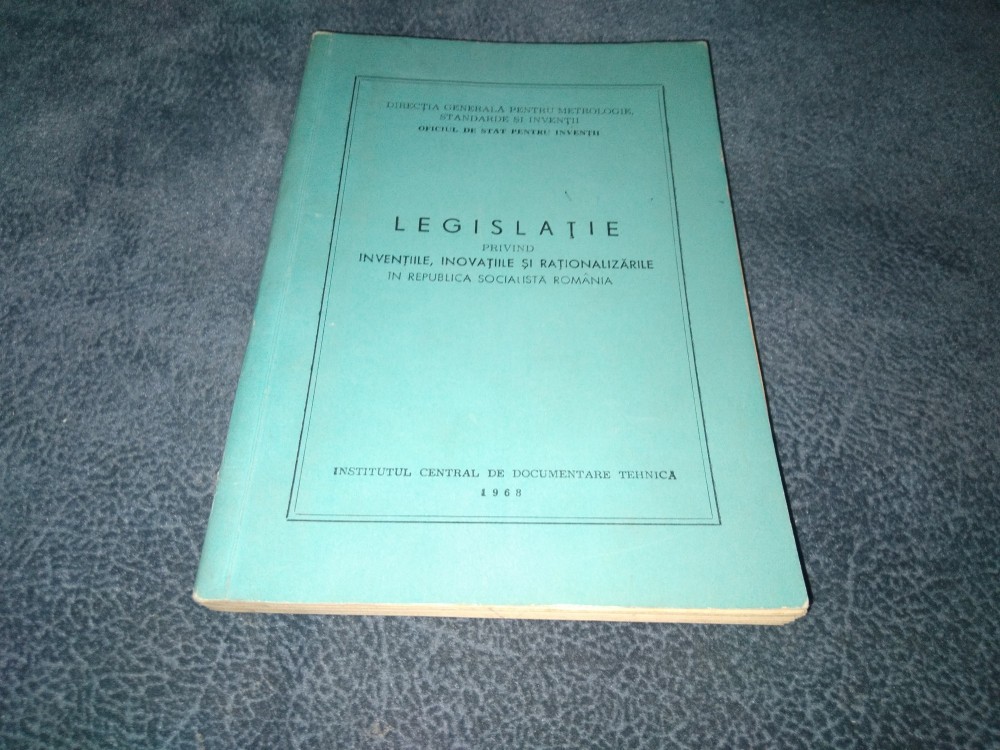 DIRECȚIA GENERALĂ PENTRU METROLOGIE,
STANDARDE ȘI INVENȚII
OFICIUL DE STAT PENTRU INVENȚII
LEGISLAȚIE
PRIVIND
INVENȚIILE, INOVAȚIILE ȘI RAȚIONALIZĂRILE
ÎN REPUBLICA SOCIALISTĂ ROMÂNIA
INSTITUTUL CENTRAL DE DOCUMENTARE TEHNICĂ
1968